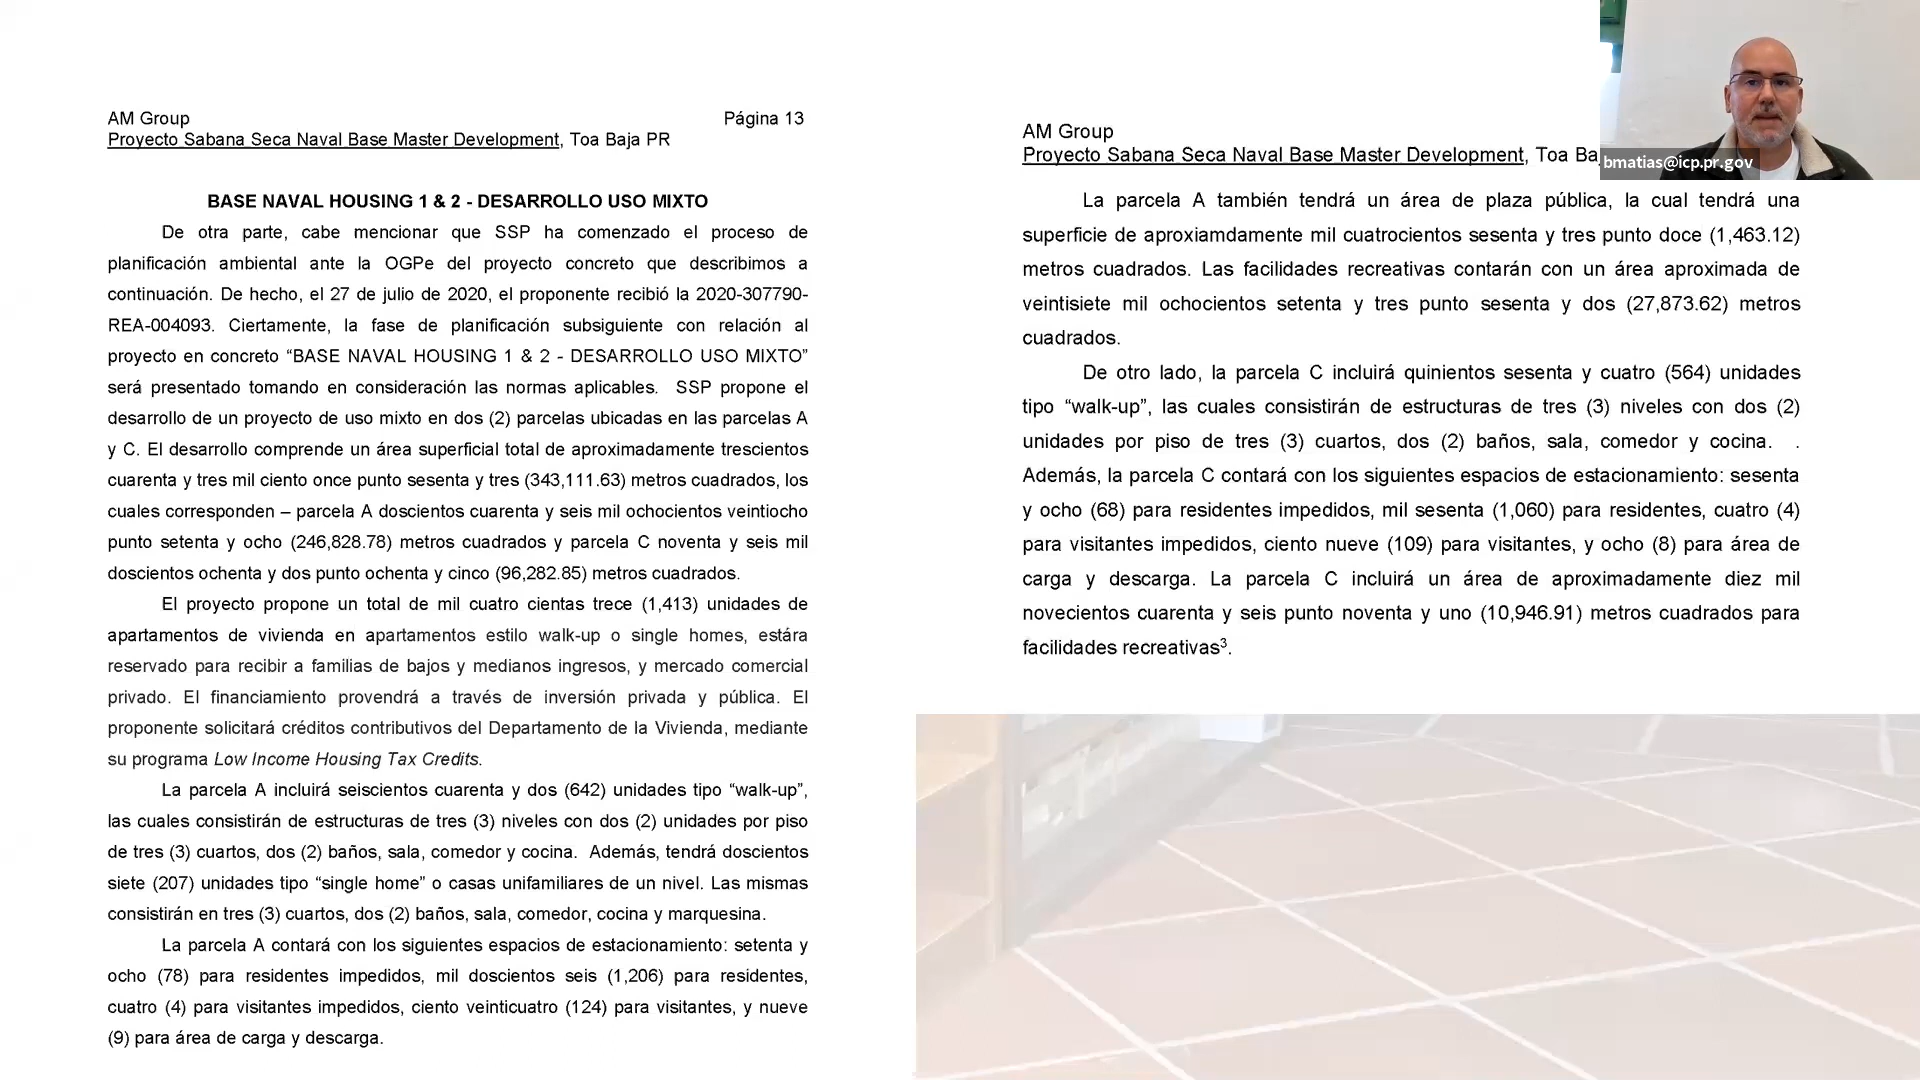 AM Group Página 13
Proyecto Sabana Seca Naval Base Master Development, Toa Baja PR
BASE NAVAL HOUSING 1 & 2 - DESARROLLO USO MIXTO
De otra parte, cabe mencionar que SSP ha comenzado el proceso de
planificación ambiental ante la OGPe del proyecto concreto que describimos a
continuación. De hecho, el 27 de julio de 2020, el proponente recibió la 2020-307790-
REA-004093. Ciertamente, la fase de planificación subsiguiente con relación al
proyecto en concreto “BASE NAVAL HOUSING 1 & 2 - DESARROLLO USO MIXTO”
será presentado tomando en consideración las normas aplicables. SSP propone el
desarrollo de un proyecto de uso mixto en dos (2) parcelas ubicadas en las parcelas A
y C. El desarrollo comprende un área superficial total de aproximadamente trescientos
cuarenta y tres mil ciento once punto sesenta y tres (343,111.63) metros cuadrados, los
cuales corresponden – parcela A doscientos cuarenta y seis mil ochocientos veintiocho
punto setenta y ocho (246,828.78) metros cuadrados y parcela C noventa y seis mil
doscientos ochenta y dos punto ochenta y cinco (96,282.85) metros cuadrados.
El proyecto propone un total de mil cuatro cientas trece (1,413) unidades de
apartamentos de vivienda en apartamentos estilo walk-up o single homes, estára
reservado para recibir a familias de bajos y medianos ingresos, y mercado comercial
privado. El financiamiento provendrá a través de inversión privada y pública. El
proponente solicitará créditos contributivos del Departamento de la Vivienda, mediante
su programa Low Income Housing Tax Credits.
La parcela A incluirá seiscientos cuarenta y dos (642) unidades tipo “walk-up”,
las cuales consistirán de estructuras de tres (3) niveles con dos (2) unidades por piso
de tres (3) cuartos, dos (2) baños, sala, comedor y cocina. Además, tendrá doscientos
siete (207) unidades tipo “single home” o casas unifamiliares de un nivel. Las mismas
consistirán en tres (3) cuartos, dos (2) baños, sala, comedor, cocina y marquesina.
La parcela A contará con los siguientes espacios de estacionamiento: setenta y
ocho (78) para residentes impedidos, mil doscientos seis (1,206) para residentes,
cuatro (4) para visitantes impedidos, ciento veinticuatro (124) para visitantes, y nueve
(9) para área de carga y descarga.
AM Group
Proyecto Sabana Seca Naval Base Master Development, Toa Ba
La parcela A también tendrá un área de plaza pública, la cual tendrá una
superficie de aproxiamdamente mil cuatrocientos sesenta y tres punto doce (1,463.12)
metros cuadrados. Las facilidades recreativas contarán con un área aproximada de
veintisiete mil ochocientos setenta y tres punto sesenta y dos (27,873.62) metros
cuadrados.
De otro lado, la parcela C incluirá quinientos sesenta y cuatro (564) unidades
tipo “walk-up”, las cuales consistirán de estructuras de tres (3) niveles con dos (2)
unidades por piso de tres (3) cuartos, dos (2) baños, sala, comedor y cocina. .
Además, la parcela C contará con los siguientes espacios de estacionamiento: sesenta
y ocho (68) para residentes impedidos, mil sesenta (1,060) para residentes, cuatro (4)
para visitantes impedidos, ciento nueve (109) para visitantes, y ocho (8) para área de
carga y descarga. La parcela C incluirá un área de aproximadamente diez mil
novecientos cuarenta y seis punto noventa y uno (10,946.91) metros cuadrados para
facilidades recreativas³.
bmatias@icp.pr.gov